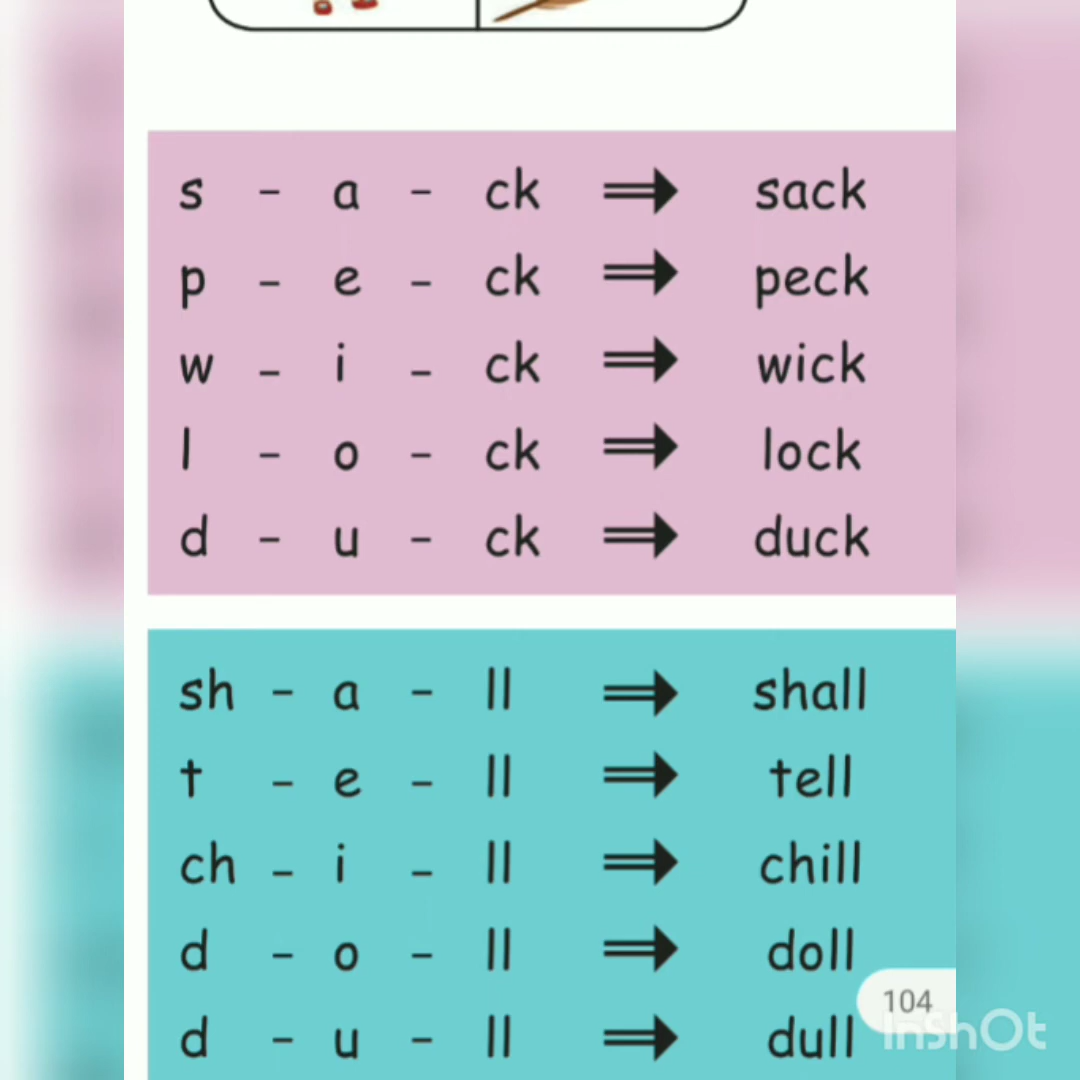 s - a - ck ⇒ sack
p - e - ck ⇒ peck
w - i - ck ⇒ wick
l - o - ck ⇒ lock
d - u - ck ⇒ duck
sh - a - ll ⇒ shall
t - e - ll ⇒ tell
ch - i - ll ⇒ chill
d - o - ll ⇒ doll
104
d - u - ll ⇒ dull
InShOt